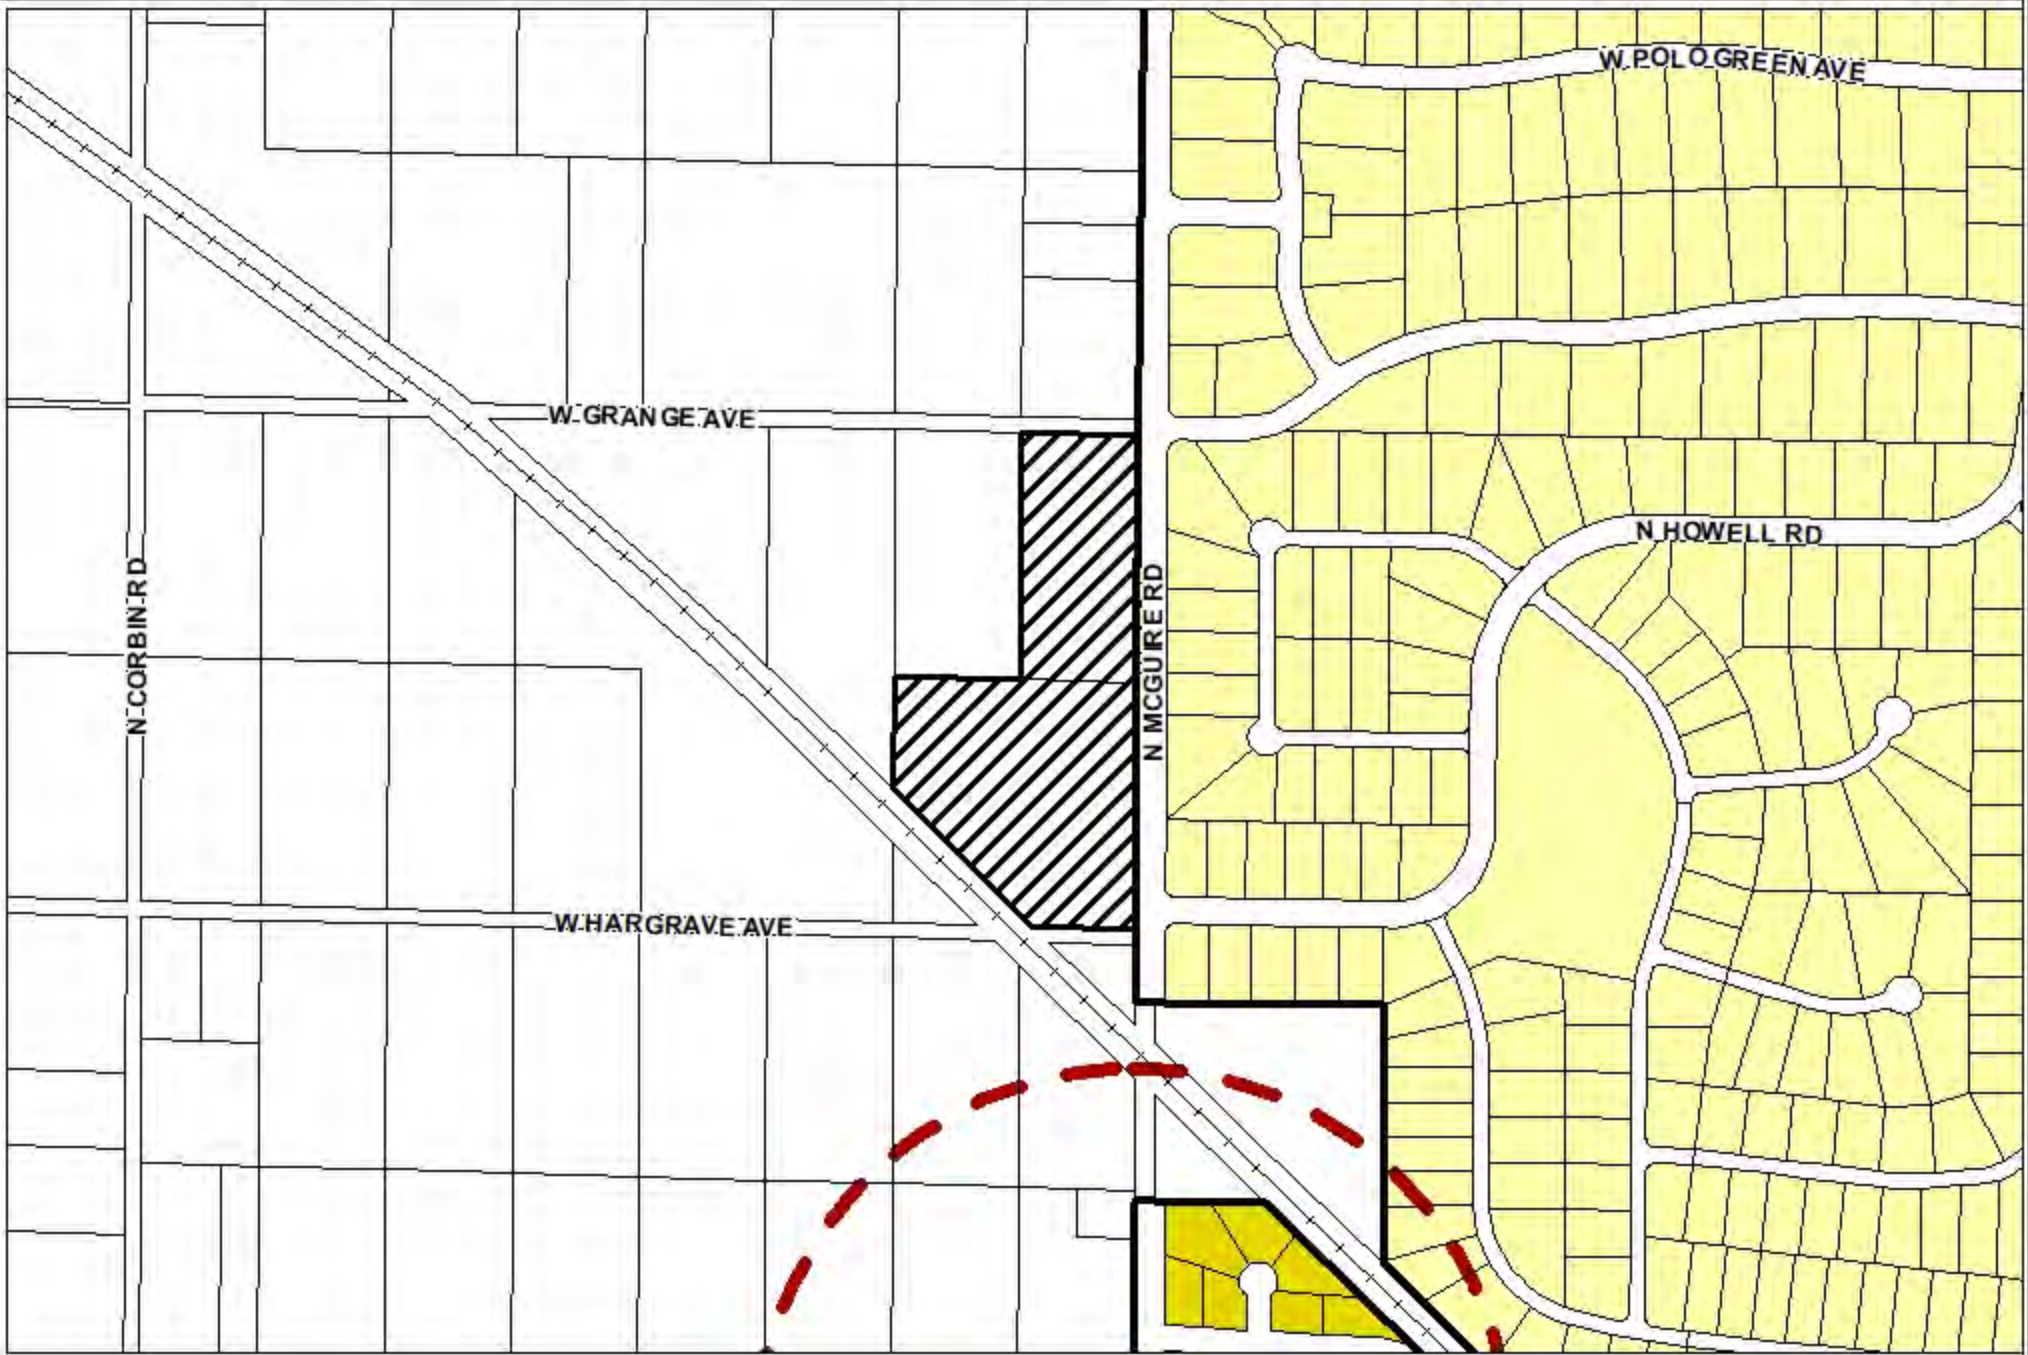 W POLO GREEN AVE
W GRANGE AVE
N HOWELL RD
N CORBIN RD
N MCGUIRE RD
W HARGRAVE AVE